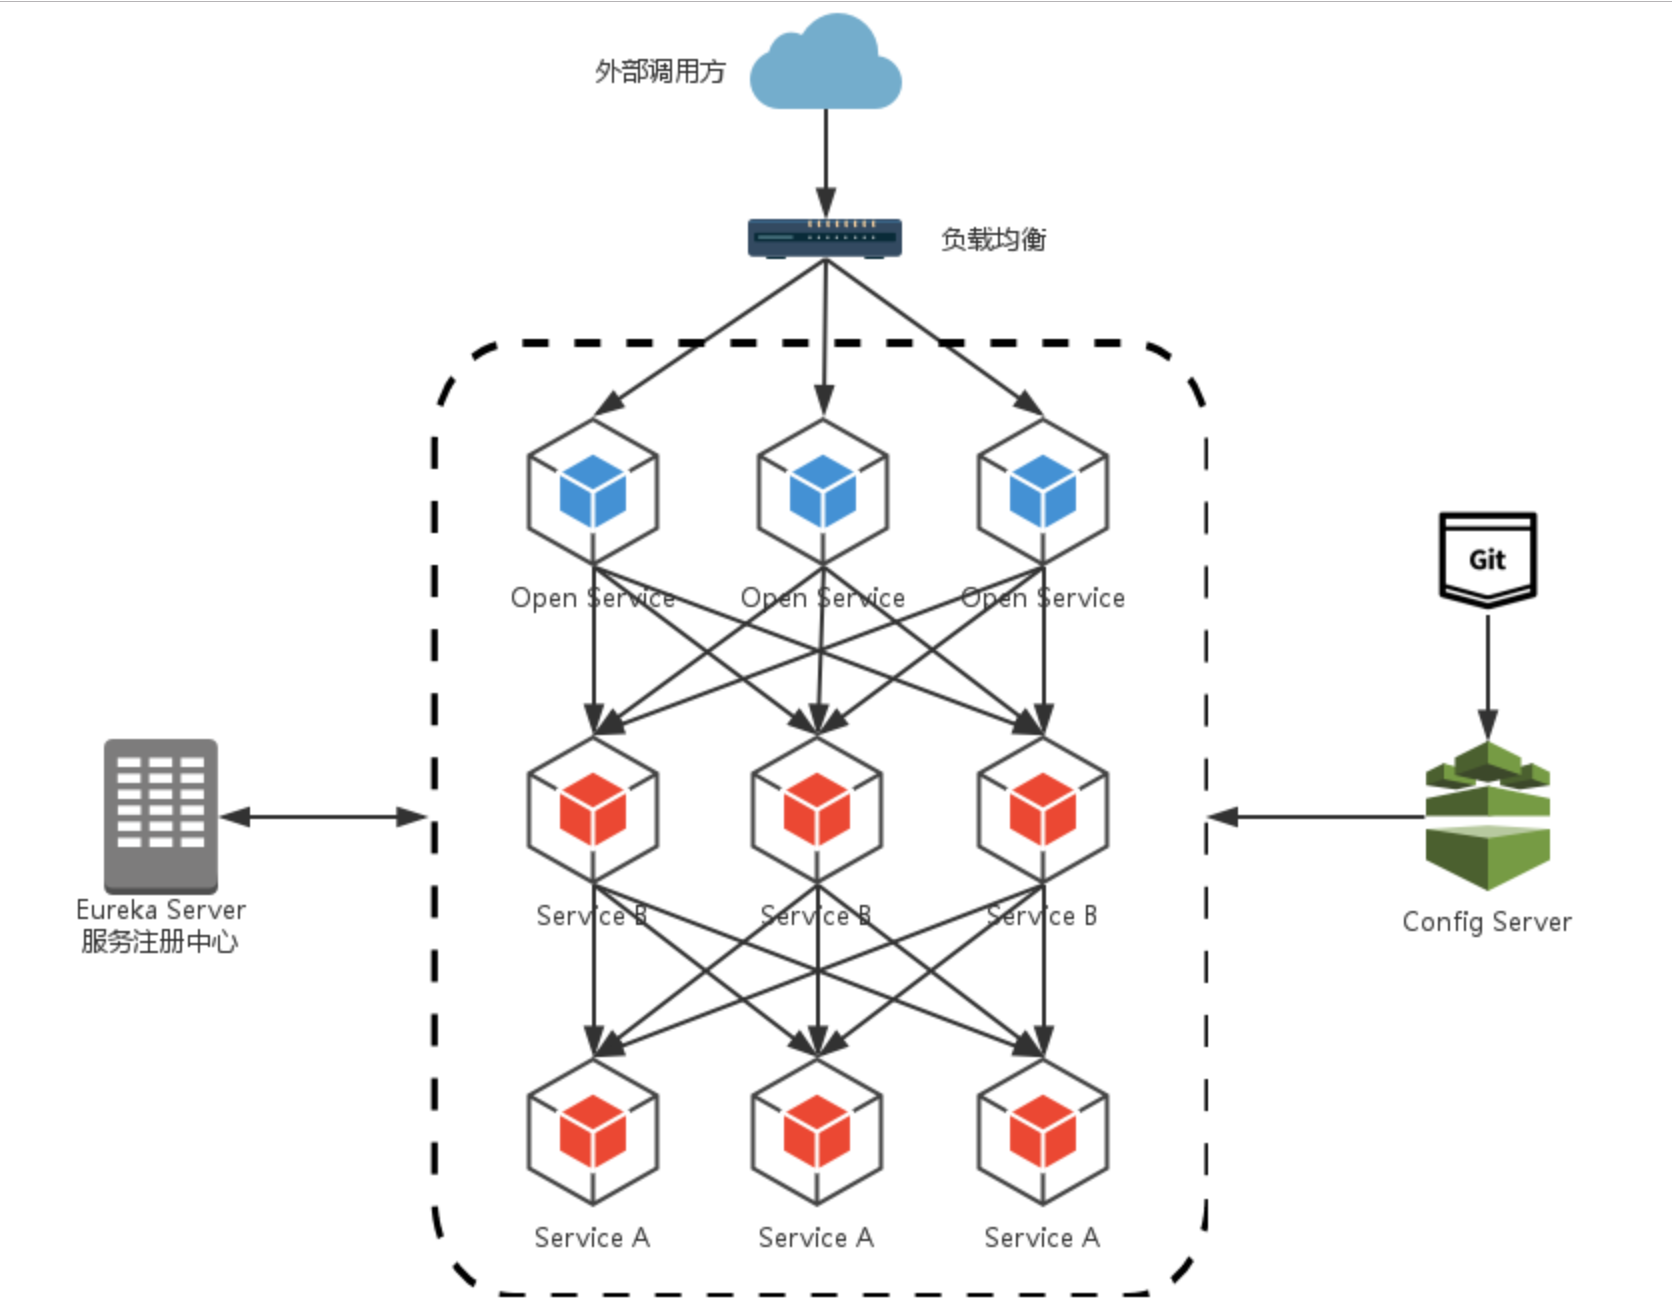 外部调用方
负载均衡
Open Service
Open Service
Open Service
Git
Eureka Server
服务注册中心
Service B
Service B
Service B
Config Server
Service A
Service A
Service A